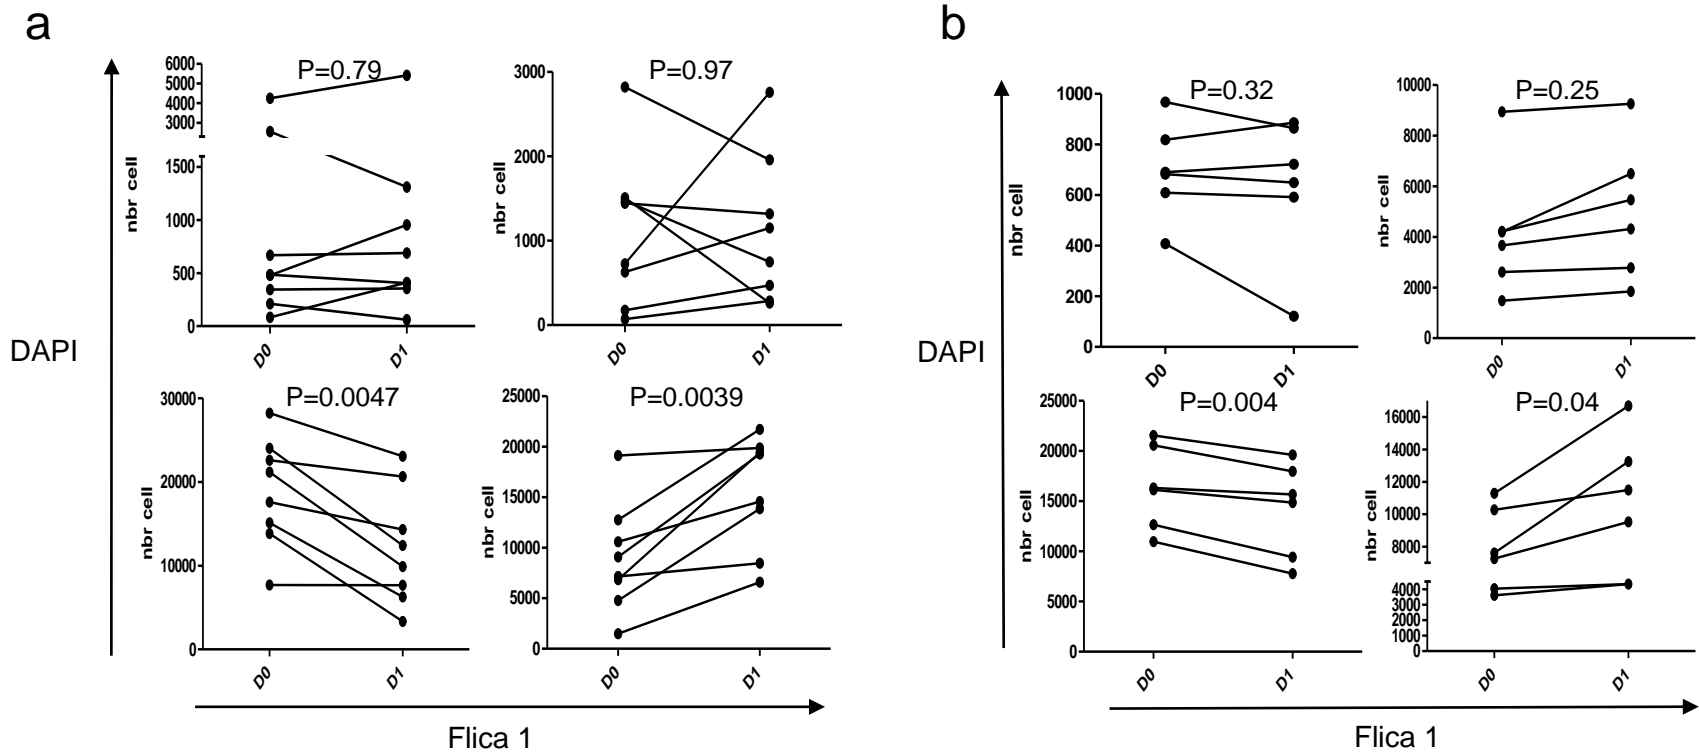 a
b
P=0.79
6000
5000
4000
3000
1500
1000
500
0
nbr cell
D0
D1
P=0.97
3000
2000
1000
0
nbr cell
D0
D1
P=0.32
1000
800
600
400
200
0
nbr cell
D0
D1
P=0.25
10000
8000
6000
4000
2000
0
nbr cell
D0
D1
DAPI
DAPI
P=0.0047
30000
20000
10000
0
nbr cell
D0
D1
P=0.0039
25000
20000
15000
10000
5000
0
nbr cell
D0
D1
P=0.004
25000
20000
15000
10000
5000
0
nbr cell
D0
D1
P=0.04
16000
14000
12000
10000
8000
4000
3000
2000
1000
0
nbr cell
D0
D1
Flica 1
Flica 1